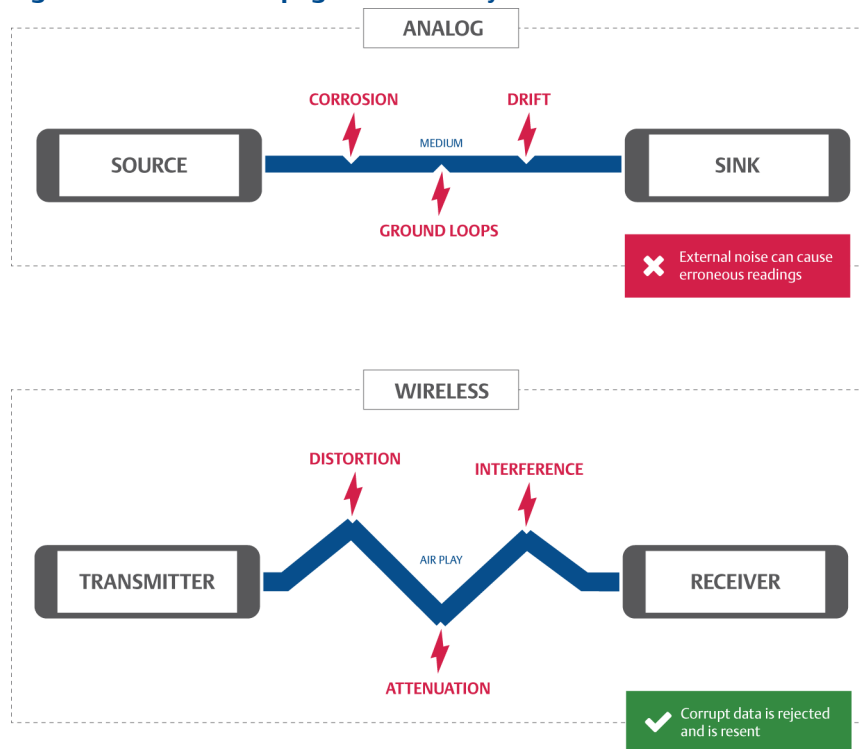 ANALOG
CORROSION
DRIFT
MEDIUM
SOURCE
SINK
GROUND LOOPS
External noise can cause
erroneous readings
WIRELESS
DISTORTION
INTERFERENCE
AIR PLAY
TRANSMITTER
RECEIVER
ATTENUATION
Corrupt data is rejected
and is resent